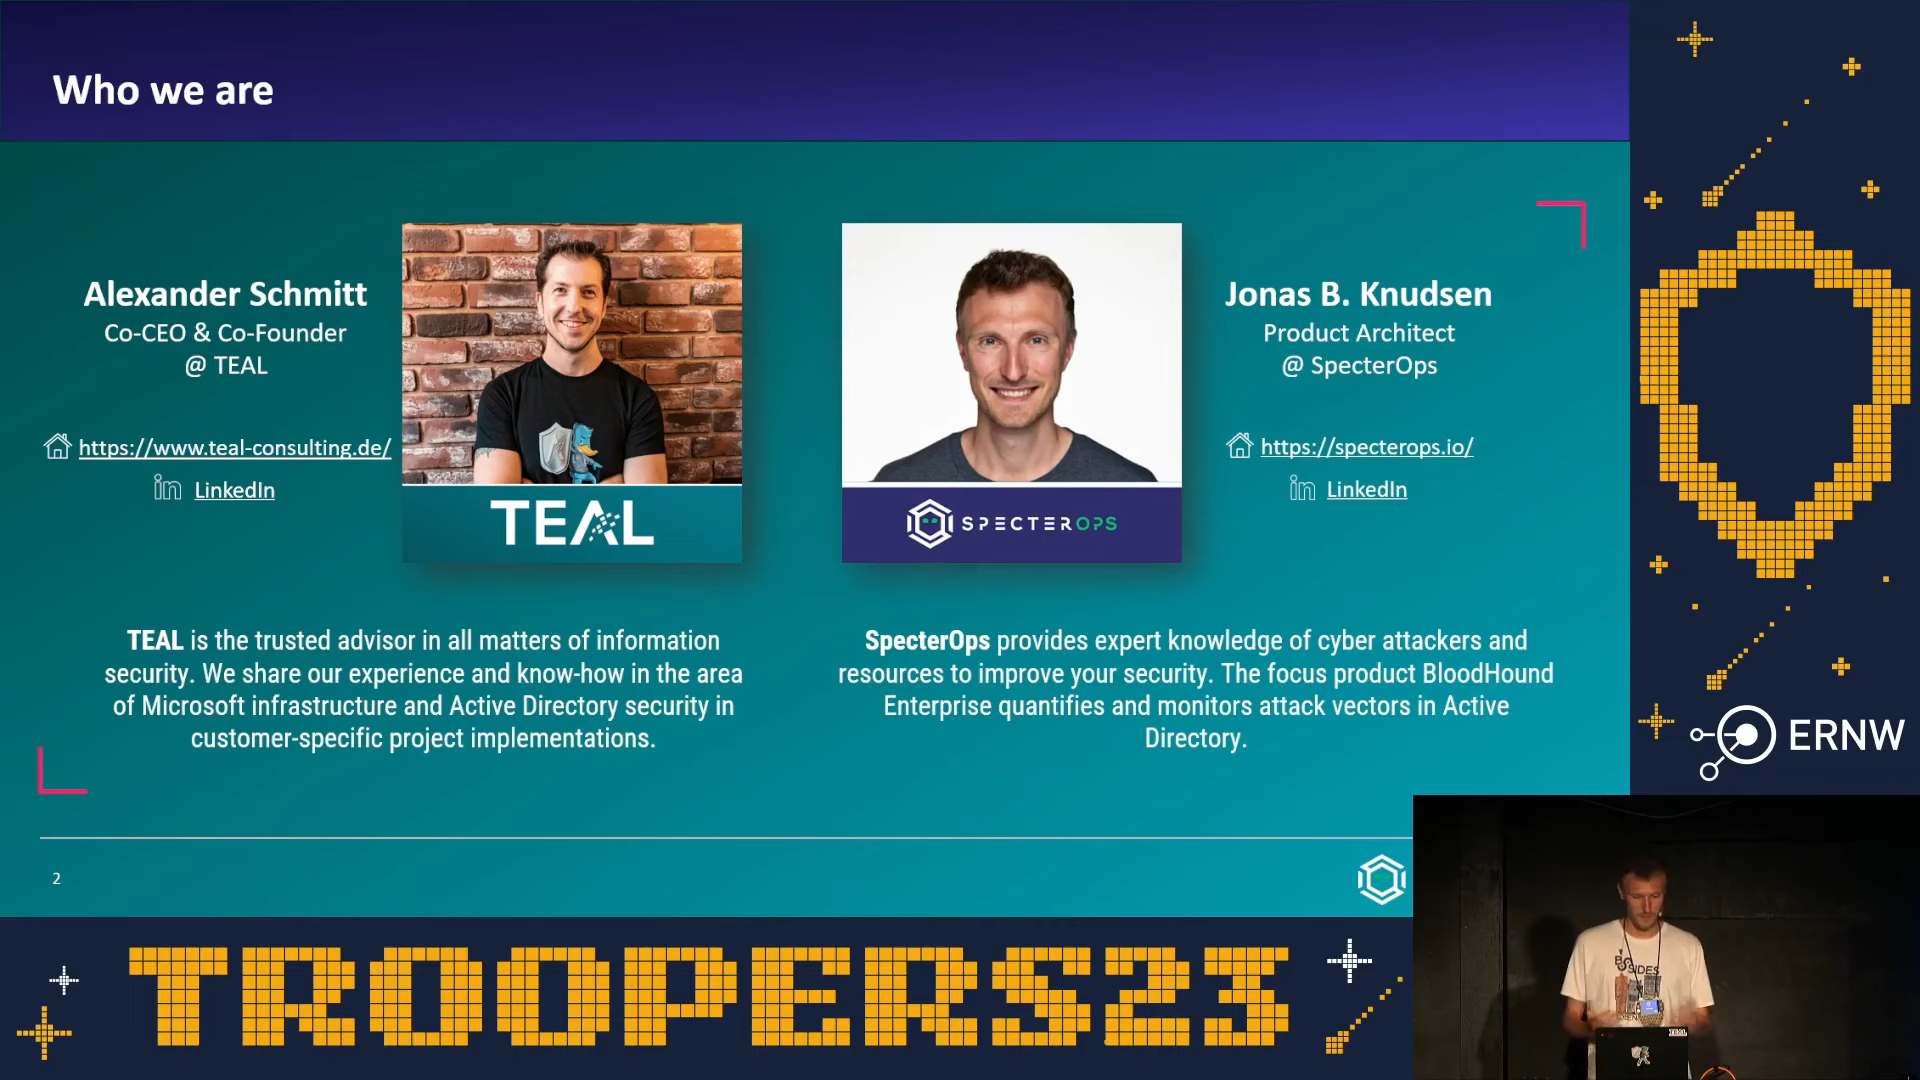 Who we are
Alexander Schmitt
Co-CEO & Co-Founder
@ TEAL
https://www.teal-consulting.de/
in LinkedIn
TEAL
SPECTEROPS
Jonas B. Knudsen
Product Architect
@ SpecterOps
https://specterops.io/
in LinkedIn
TEAL is the trusted advisor in all matters of information
security. We share our experience and know-how in the area
of Microsoft infrastructure and Active Directory security in
customer-specific project implementations.
SpecterOps provides expert knowledge of cyber attackers and
resources to improve your security. The focus product BloodHound
Enterprise quantifies and monitors attack vectors in Active
Directory.
2
ERNW
TROOPERS23
BSIDES
TEAL